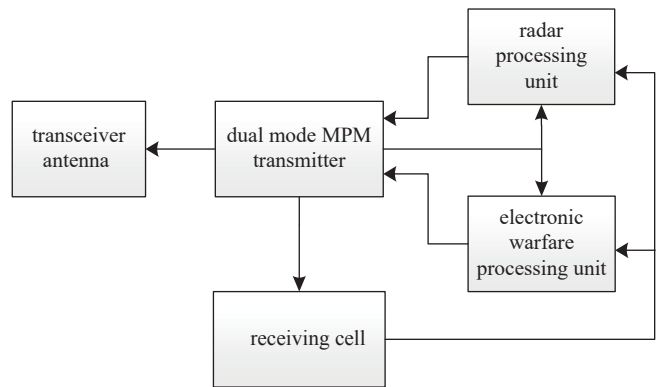 radar
processing
unit
transceiver
antenna
dual mode MPM
transmitter
electronic
warfare
processing unit
receiving cell